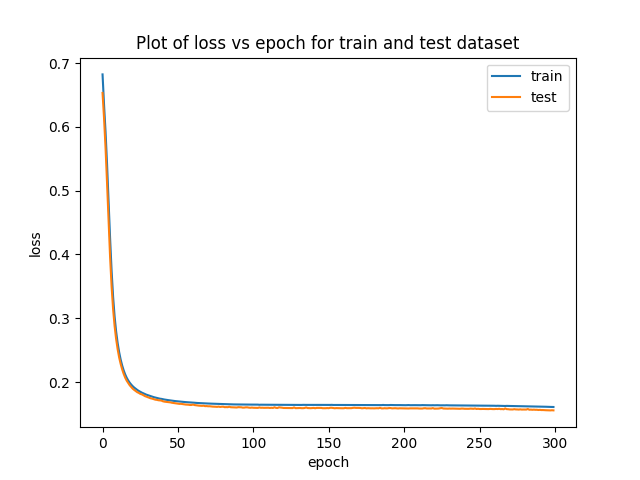 Plot of loss vs epoch for train and test dataset
train
test
0.7
0.6
0.5
0.4
0.3
0.2
loss
0 50 100 150 200 250 300
epoch